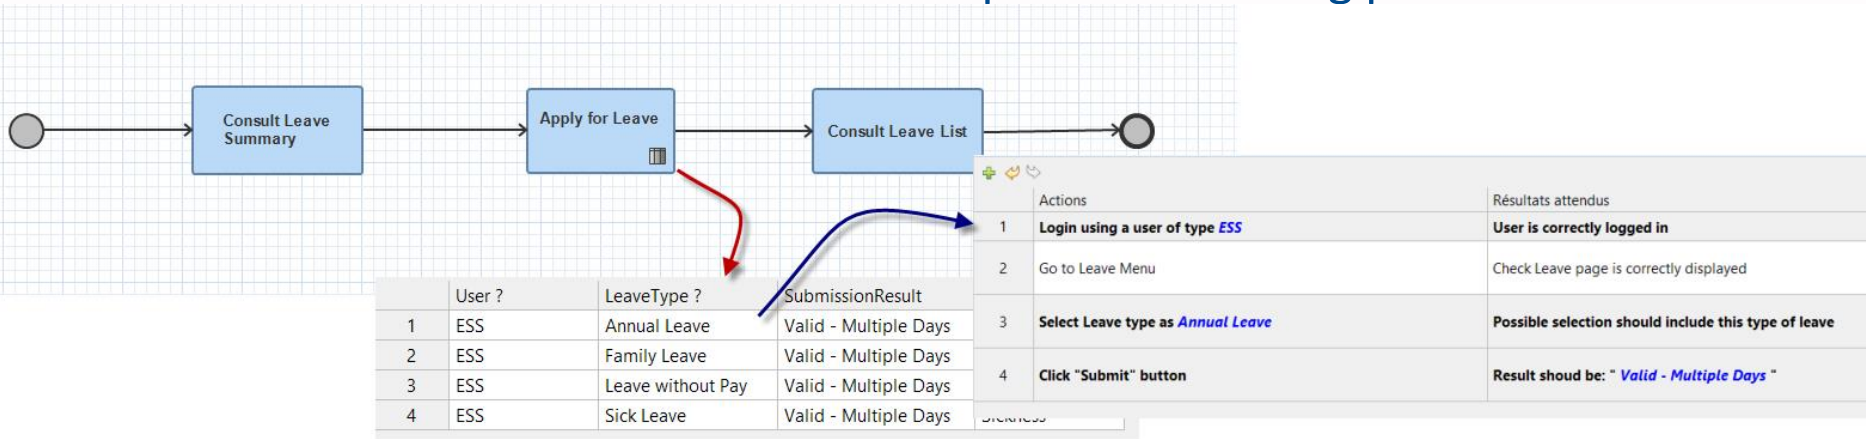 Consult Leave
Summary
Apply for Leave
Consult Leave List
User ? LeaveType ? SubmissionResult
1 ESS Annual Leave Valid - Multiple Days
2 ESS Family Leave Valid - Multiple Days
3 ESS Leave without Pay Valid - Multiple Days
4 ESS Sick Leave Valid - Multiple Days
Actions Résultats attendus
1 Login using a user of type ESS User is correctly logged in
2 Go to Leave Menu Check Leave page is correctly displayed
3 Select Leave type as Annual Leave Possible selection should include this type of leave
4 Click "Submit" button Result shoud be: " Valid - Multiple Days "